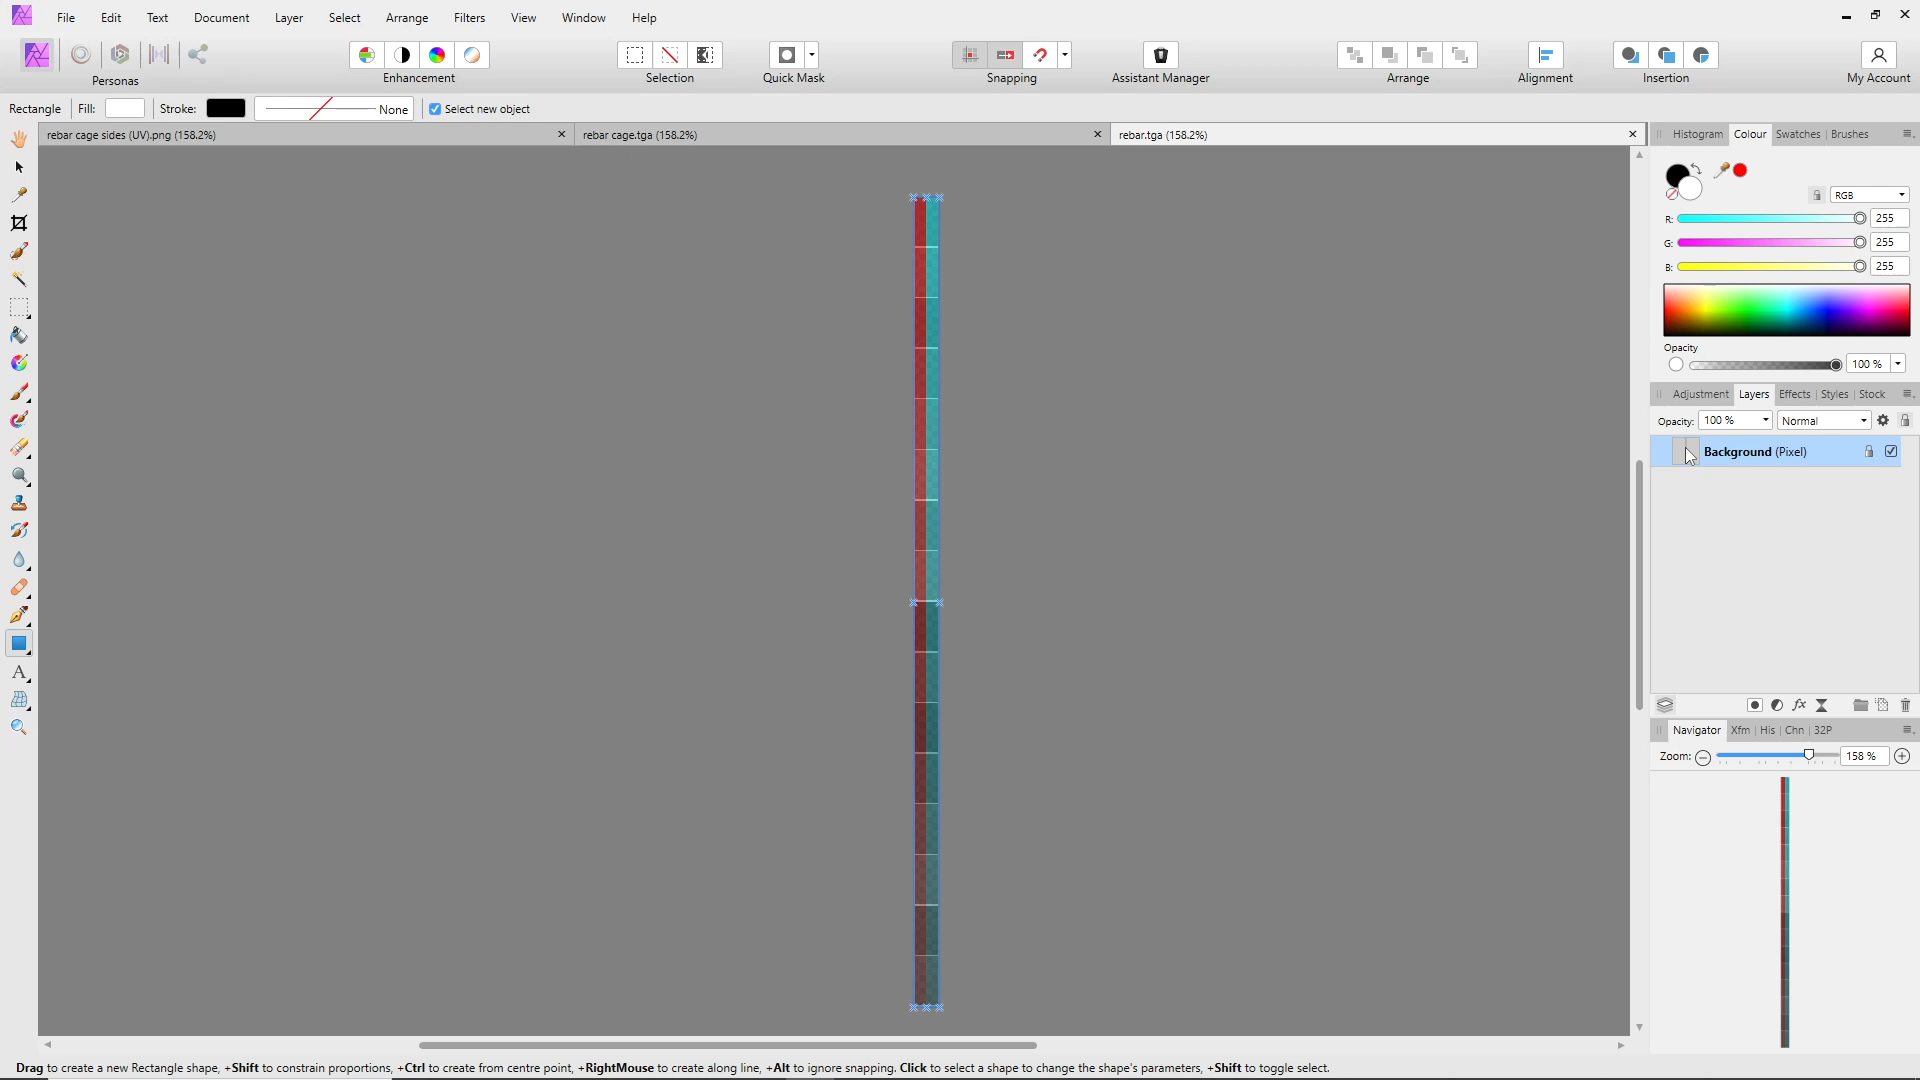 File Edit Text Document Layer Select Arrange Filters View Window Help
Personas Enhancement Selection Quick Mask Snapping Assistant Manager Arrange Alignment Insertion My Account
Rectangle Fill: Stroke: None Select new object
rebar cage sides (UV).png (158.2%) rebar cage.tga (158.2%) rebar.tga (158.2%)
Histogram Colour Swatches Brushes
RGB
R: 255
G: 255
B: 255
Opacity
100 %
Adjustment Layers Effects Styles Stock
Opacity: 100 % Normal
Background (Pixel)
fx
Navigator Xfm His Chn 32P
Zoom: 158 %
A
Drag to create a new Rectangle shape, +Shift to constrain proportions, +Ctrl to create from centre point, +RightMouse to create along line, +Alt to ignore snapping. Click to select a shape to change the shape's parameters, +Shift to toggle select.